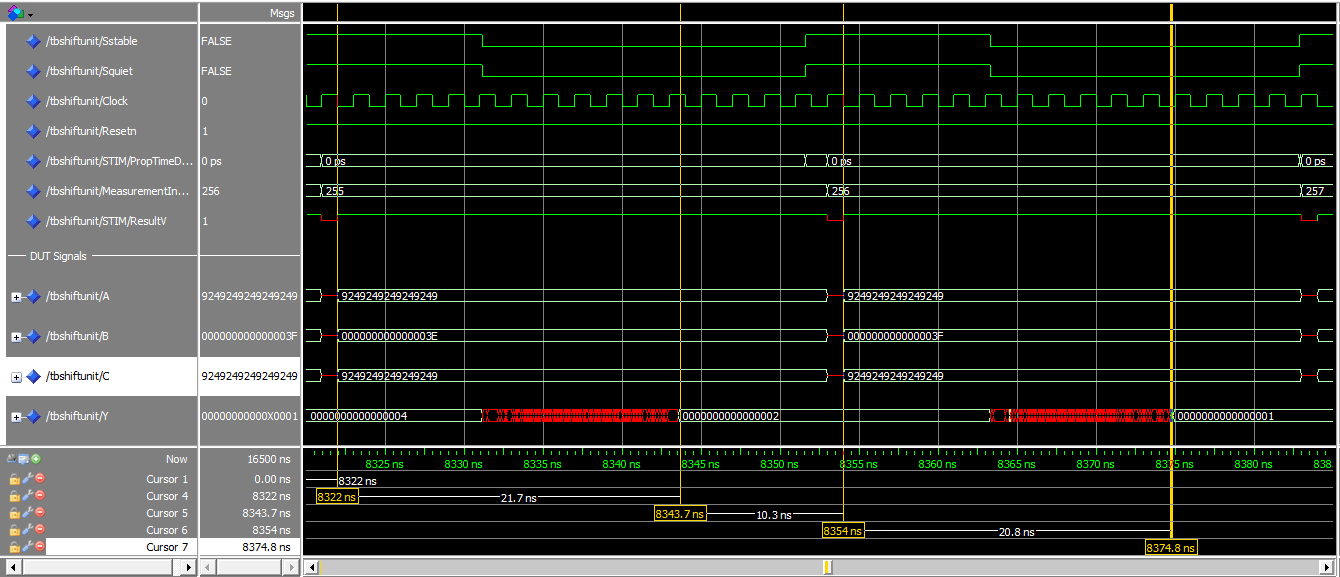 Msgs
/tbshiftunit/Sstable FALSE
/tbshiftunit/Squiet FALSE
/tbshiftunit/Clock 0
/tbshiftunit/Resetn 1
/tbshiftunit/STIM/PropTimeD... 0 ps 0 ps 0 ps 0 ps
/tbshiftunit/MeasurementIn... 256 255 256 257
/tbshiftunit/STIM/ResultV 1
DUT Signals
/tbshiftunit/A 9249249249249249 9249249249249249 9249249249249249
/tbshiftunit/B 000000000000003F 000000000000003E 000000000000003F
/tbshiftunit/C 9249249249249249 9249249249249249 9249249249249249
/tbshiftunit/Y 00000000000X0001 0000000000000004 0000000000000002 0000000000000001
Now 16500 ns 8325 ns 8330 ns 8335 ns 8340 ns 8345 ns 8350 ns 8355 ns 8360 ns 8365 ns 8370 ns 8375 ns 8380 ns 838
Cursor 1 0.00 ns 8322 ns
Cursor 4 8322 ns 8322 ns 21.7 ns
Cursor 5 8343.7 ns 8343.7 ns 10.3 ns
Cursor 6 8354 ns 8354 ns 20.8 ns
Cursor 7 8374.8 ns 8374.8 ns